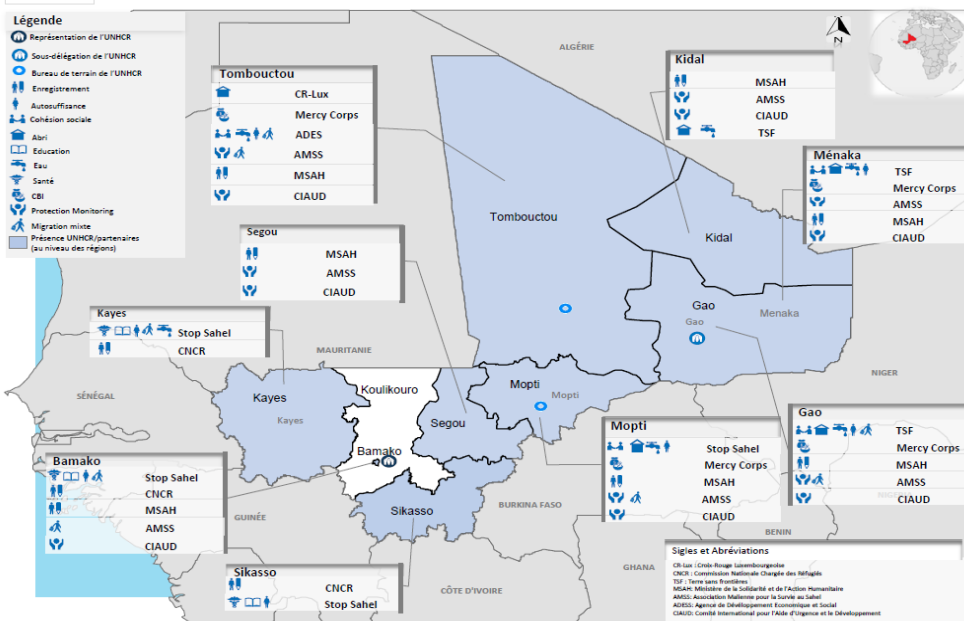 Légende
Représentation de l'UNHCR
Sous-délégation de l'UNHCR
Bureau de terrain de l'UNHCR
Enregistrement
Autosuffisance
Cohésion sociale
Abri
Education
Eau
Santé
CBI
Protection Monitoring
Migration mixte
Présence UNHCR/partenaires
(au niveau des régions)
Tombouctou
CR-Lux
Mercy Corps
ADES
AMSS
MSAH
CIAUD
Kidal
MSAH
AMSS
CIAUD
TSF
Ménaka
TSF
Mercy Corps
AMSS
MSAH
CIAUD
Segou
MSAH
AMSS
CIAUD
Kayes
Stop Sahel
CNCR
Bamako
Stop Sahel
CNCR
MSAH
AMSS
CIAUD
Sikasso
CNCR
Stop Sahel
Mopti
Stop Sahel
Mercy Corps
MSAH
AMSS
CIAUD
Gao
TSF
Mercy Corps
MSAH
AMSS
CIAUD
N
ALGÉRIE
MAURITANIE
SÉNÉGAL
GUINÉE
CÔTE D'IVOIRE
BURKINA FASO
GHANA
BENIN
NIGER
Tombouctou
Kidal
Gao
Gao
Menaka
Mopti
Mopti
Segou
Koulikouro
Kayes
Kayes
Bamako
Sikasso
Sigles et Abréviations
CR-Lux : Croix-Rouge Luxembourgeoise
CNCR : Commission Nationale Chargée des Réfugiés
TSF : Terre sans frontières
MSAH: Ministère de la Solidarité et de l'Action Humanitaire
AMSS: Association Malienne pour la Survie au Sahel
ADESS: Agence de Développement Economique et Social
CIAUD: Comité International pour l'Aide d'Urgence et le Développement